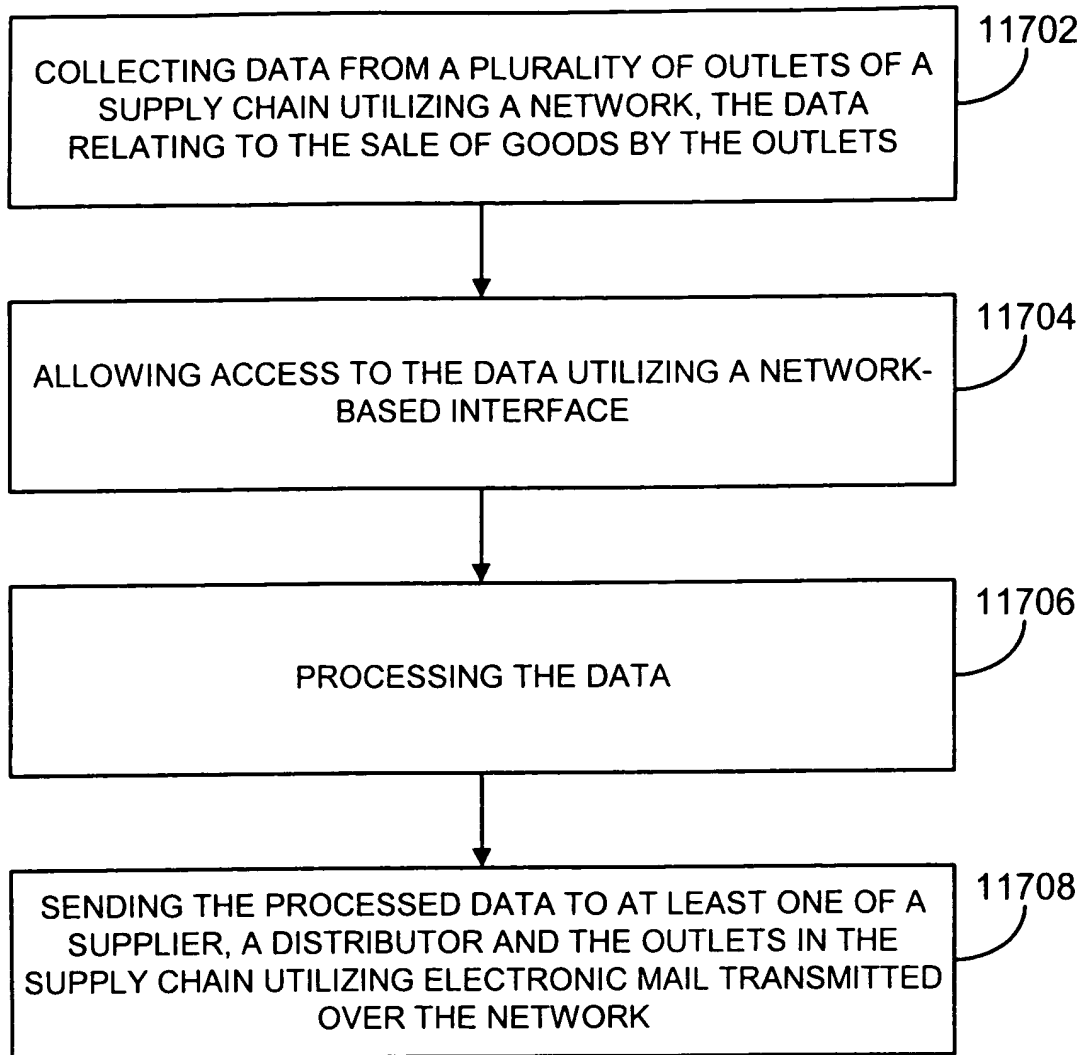 11702
COLLECTING DATA FROM A PLURALITY OF OUTLETS OF A
SUPPLY CHAIN UTILIZING A NETWORK, THE DATA
RELATING TO THE SALE OF GOODS BY THE OUTLETS
11704
ALLOWING ACCESS TO THE DATA UTILIZING A NETWORK-
BASED INTERFACE
11706
PROCESSING THE DATA
11708
SENDING THE PROCESSED DATA TO AT LEAST ONE OF A
SUPPLIER, A DISTRIBUTOR AND THE OUTLETS IN THE
SUPPLY CHAIN UTILIZING ELECTRONIC MAIL TRANSMITTED
OVER THE NETWORK